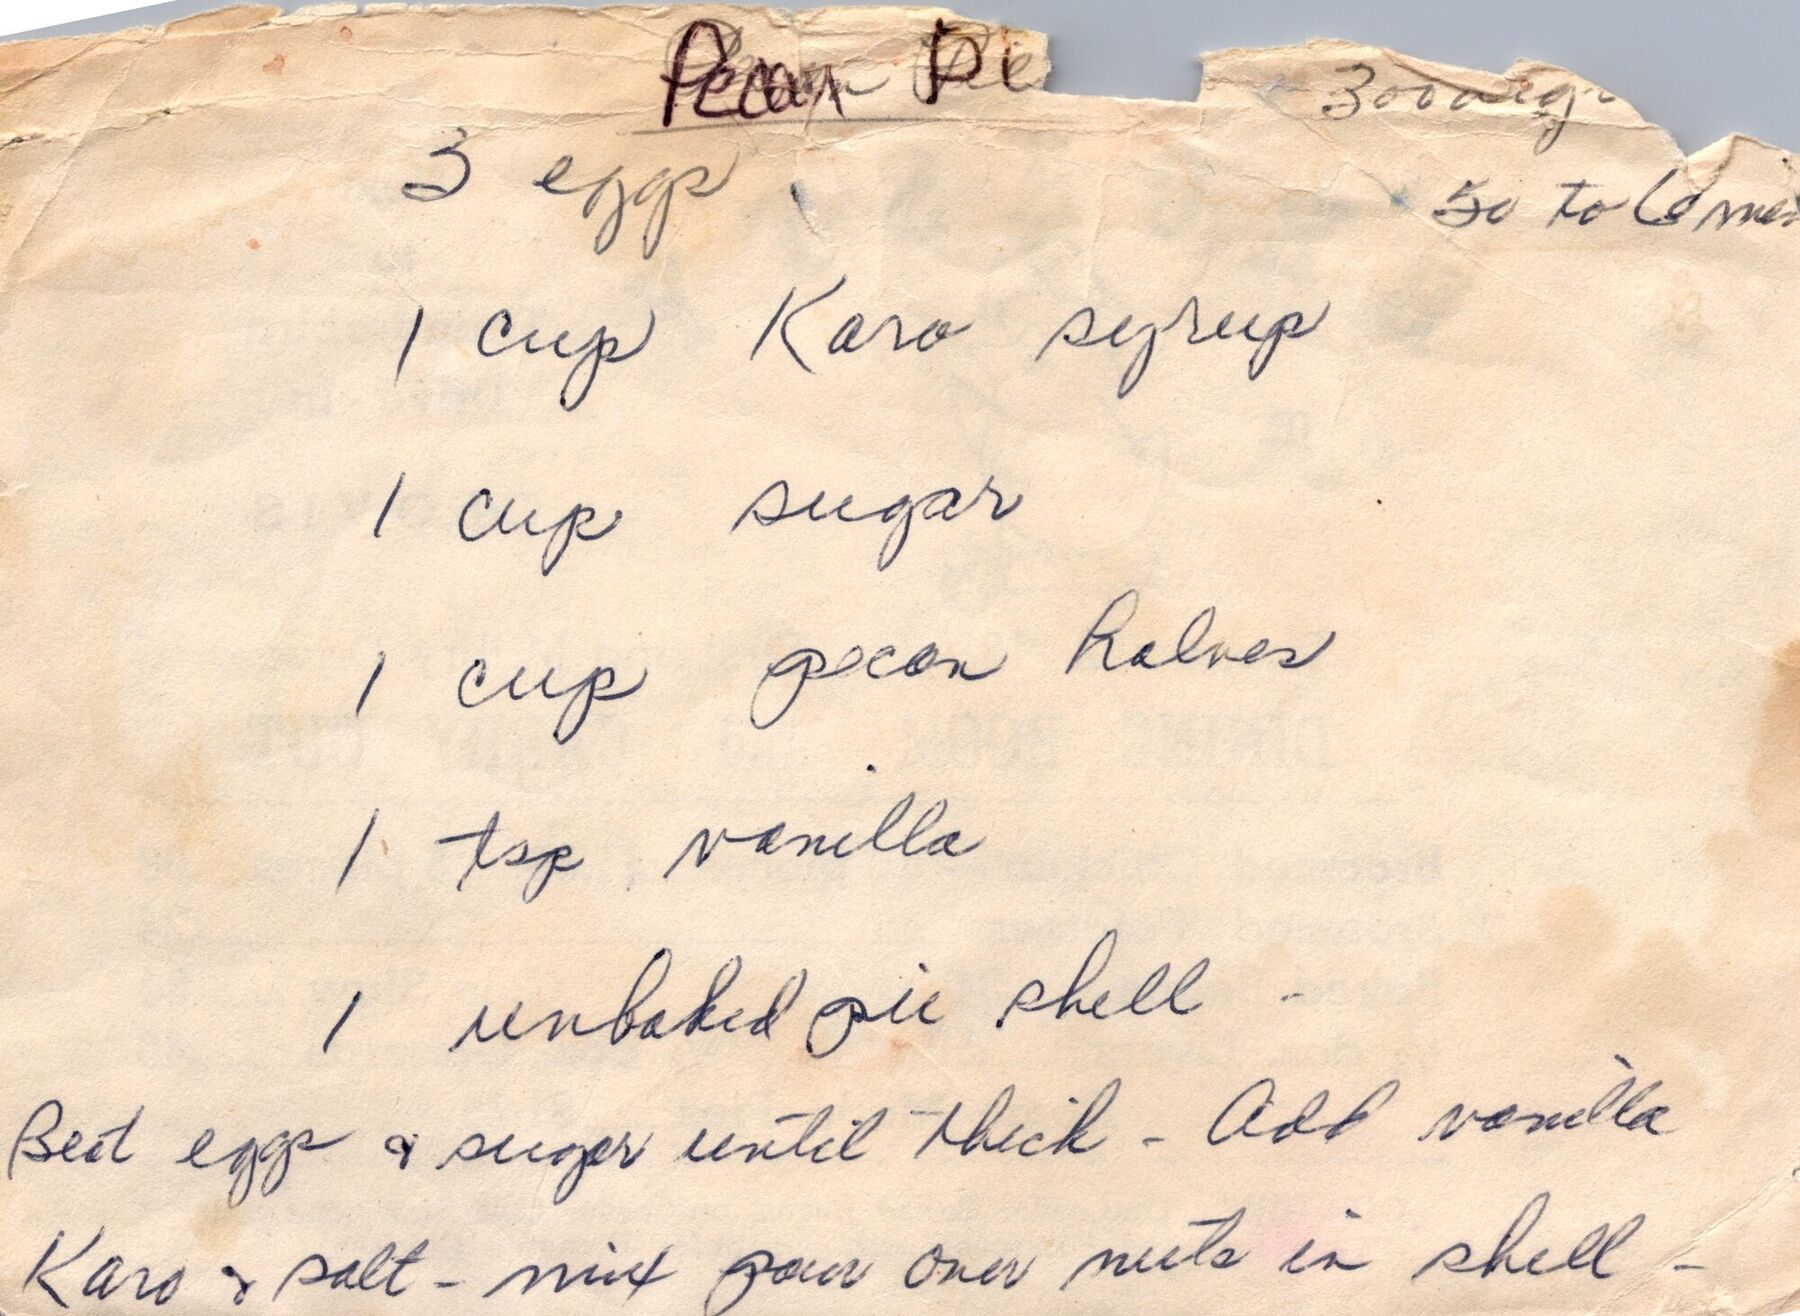 Pecan Pie
300 deg
3 eggs
50 to 60 min
1 cup Karo syrup
1 cup sugar
1 cup pecan halves
1 tsp vanilla
1 unbaked pie shell -
Beat eggs & sugar until thick - Add vanilla
Karo & salt - mix pour over nuts in shell -